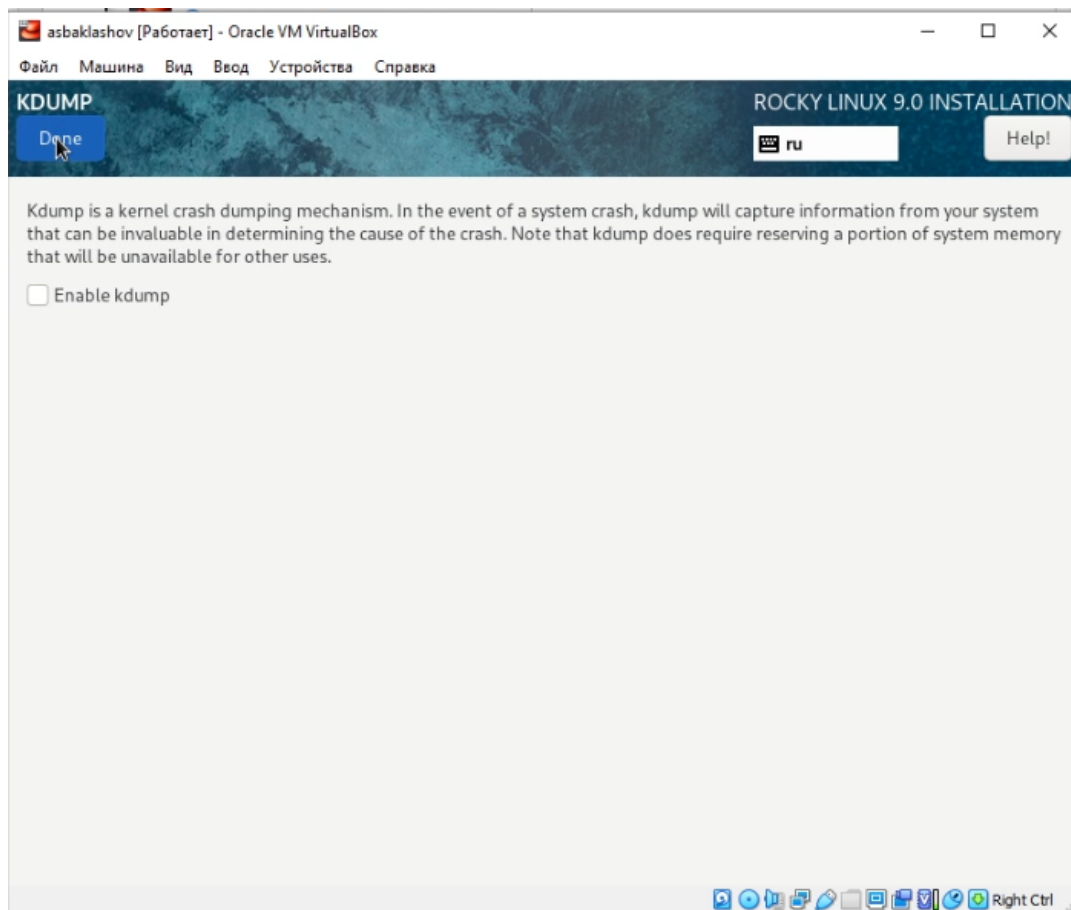 asbaklashov [Работает] - Oracle VM VirtualBox
Файл Машина Вид Ввод Устройства Справка
KDUMP
ROCKY LINUX 9.0 INSTALLATION
Done
ru
Help!
Kdump is a kernel crash dumping mechanism. In the event of a system crash, kdump will capture information from your system
that can be invaluable in determining the cause of the crash. Note that kdump does require reserving a portion of system memory
that will be unavailable for other uses.
Enable kdump
Right Ctrl